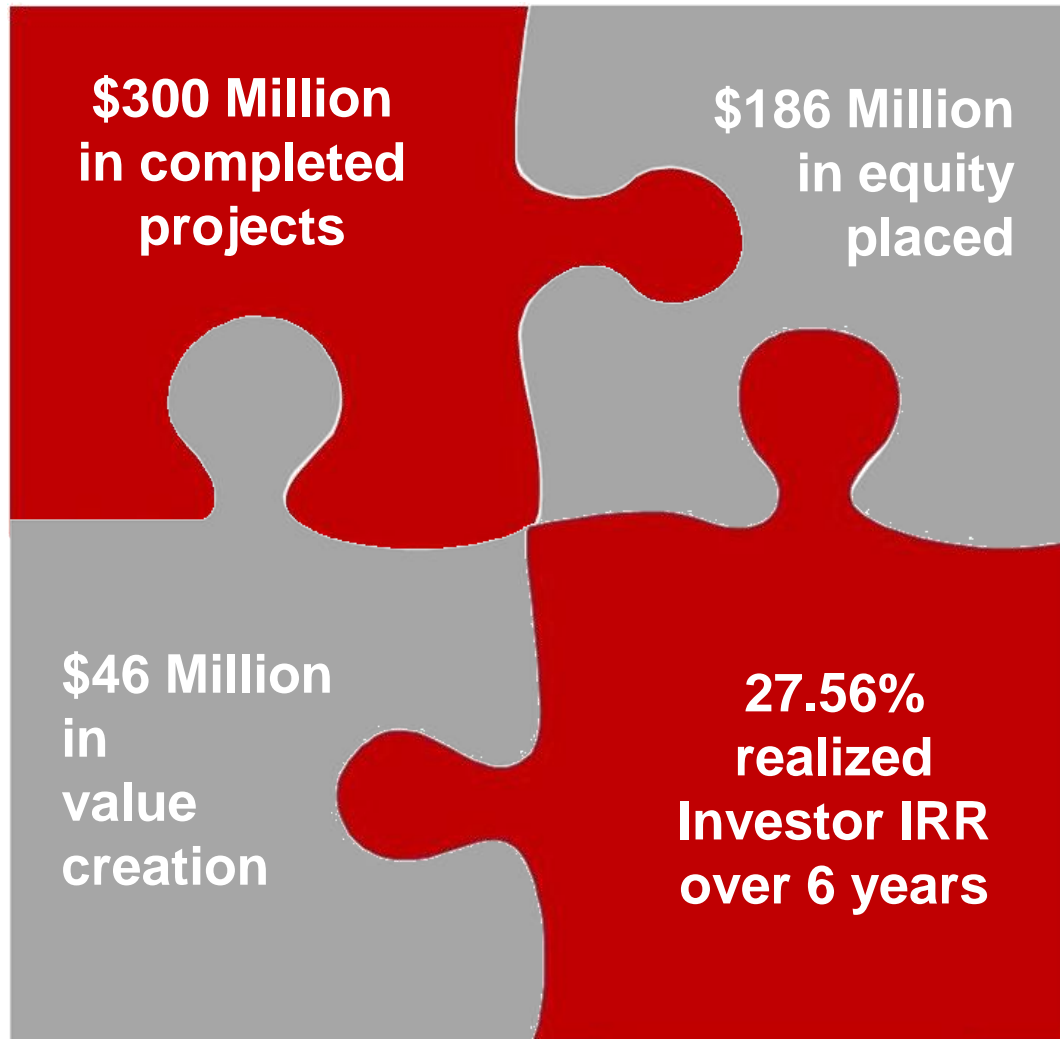 $300 Million
in completed
projects
$186 Million
in equity
placed
$46 Million
in
value
creation
27.56%
realized
Investor IRR
over 6 years